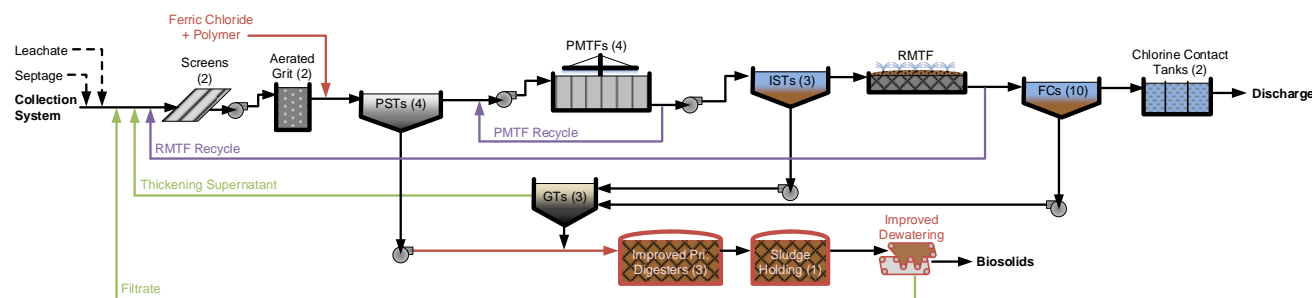 Ferric Chloride
+ Polymer
Leachate
Septage
Collection
System
Screens
(2)
Aerated
Grit (2)
PSTs (4)
PMTFs (4)
ISTs (3)
RMTF
FCs (10)
Chlorine Contact
Tanks (2)
Discharge
PMTF Recycle
RMTF Recycle
Thickening Supernatant
GTs (3)
Improved Pri.
Digesters (3)
Sludge
Holding (1)
Improved
Dewatering
Biosolids
Filtrate